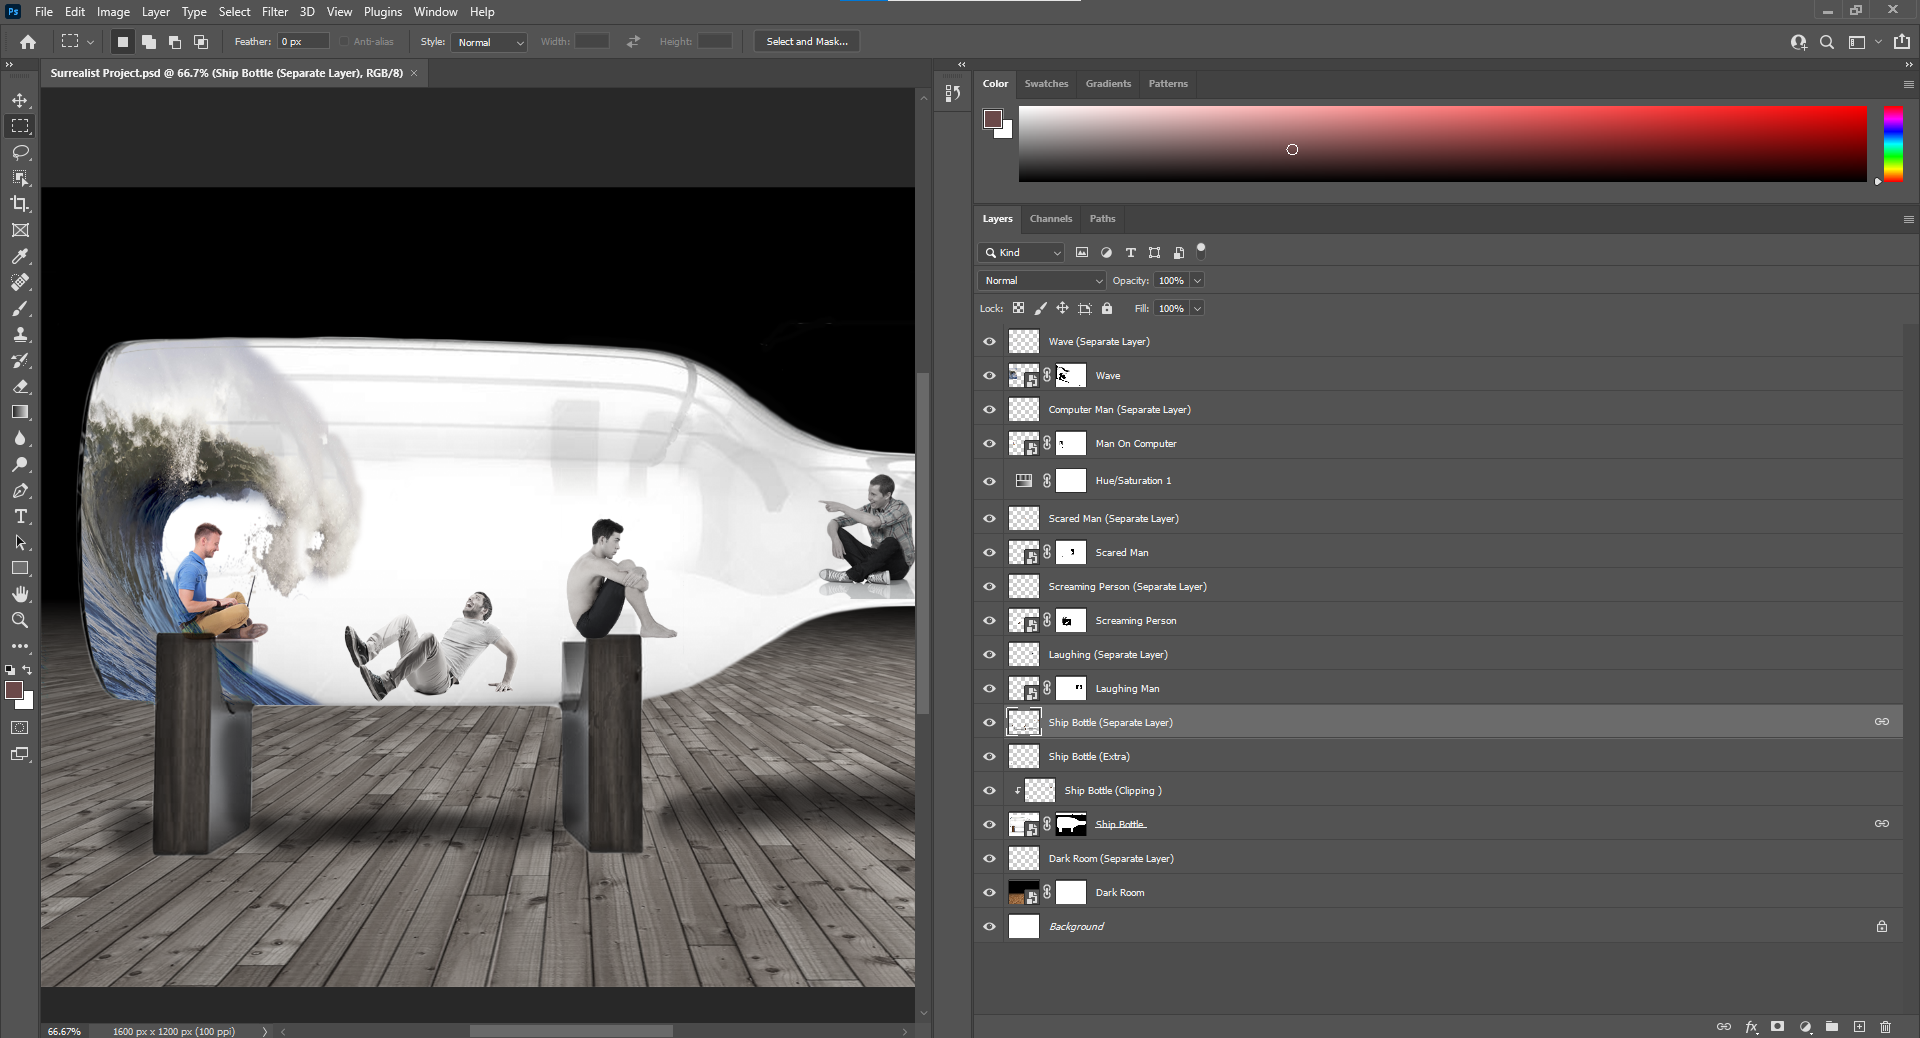 Ps File Edit Image Layer Type Select Filter 3D View Plugins Window Help
Feather: 0 px Anti-alias Style: Normal Width: Height: Select and Mask...
Surrealist Project.psd @ 66.7% (Ship Bottle (Separate Layer), RGB/8) ×
Color Swatches Gradients Patterns
Layers Channels Paths
Kind
Normal Opacity: 100%
Lock: Fill: 100%
Wave (Separate Layer)
Wave
Computer Man (Separate Layer)
Man On Computer
Hue/Saturation 1
Scared Man (Separate Layer)
Scared Man
Screaming Person (Separate Layer)
Screaming Person
Laughing (Separate Layer)
Laughing Man
Ship Bottle (Separate Layer)
Ship Bottle (Extra)
Ship Bottle (Clipping )
Ship Bottle
Dark Room (Separate Layer)
Dark Room
Background
66.67% 1600 px x 1200 px (100 ppi)
fx